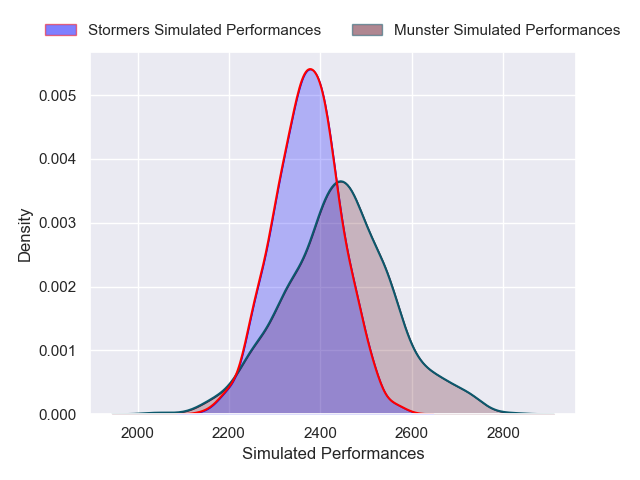 Stormers Simulated Performances
Munster Simulated Performances
0.005
0.004
0.003
0.002
0.001
0.000
Density
2000
2200
2400
2600
2800
Simulated Performances